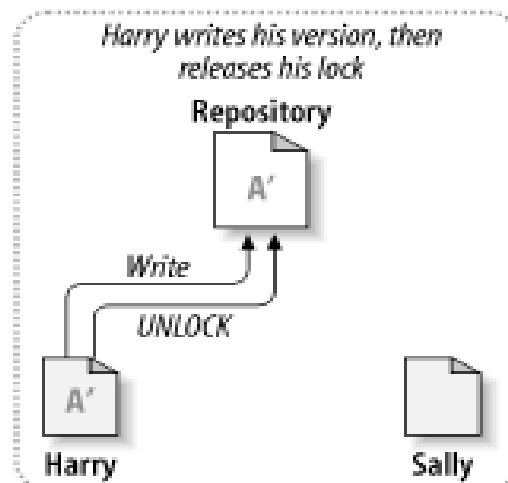 Harry writes his version, then
releases his lock
Repository
A′
Write
UNLOCK
A′
Harry
Sally